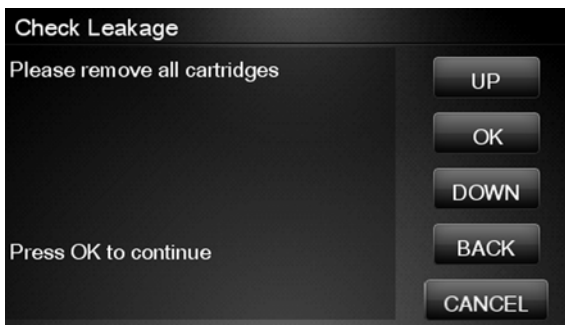 Check Leakage
Please remove all cartridges
Press OK to continue
UP
OK
DOWN
BACK
CANCEL